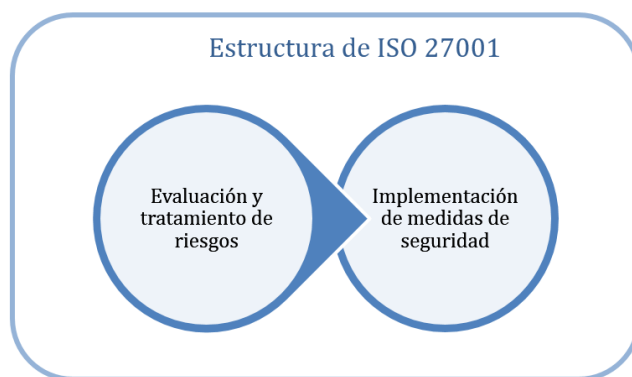 Estructura de ISO 27001
Evaluación y
tratamiento de
riesgos
Implementación
de medidas de
seguridad